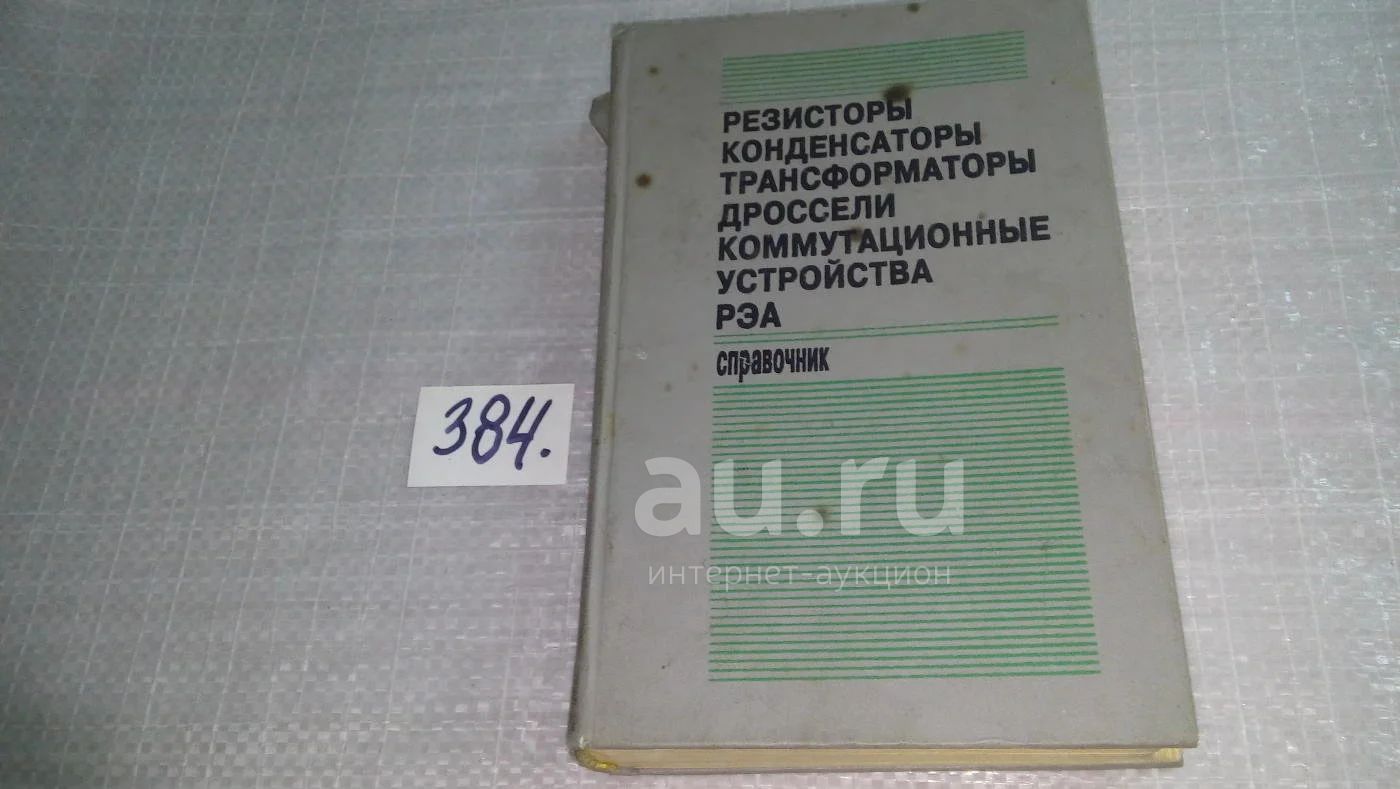 РЕЗИСТОРЫ
КОНДЕНСАТОРЫ
ТРАНСФОРМАТОРЫ
ДРОССЕЛИ
КОММУТАЦИОННЫЕ
УСТРОЙСТВА
РЭА
справочник
384.
au.ru
интернет-аукцион